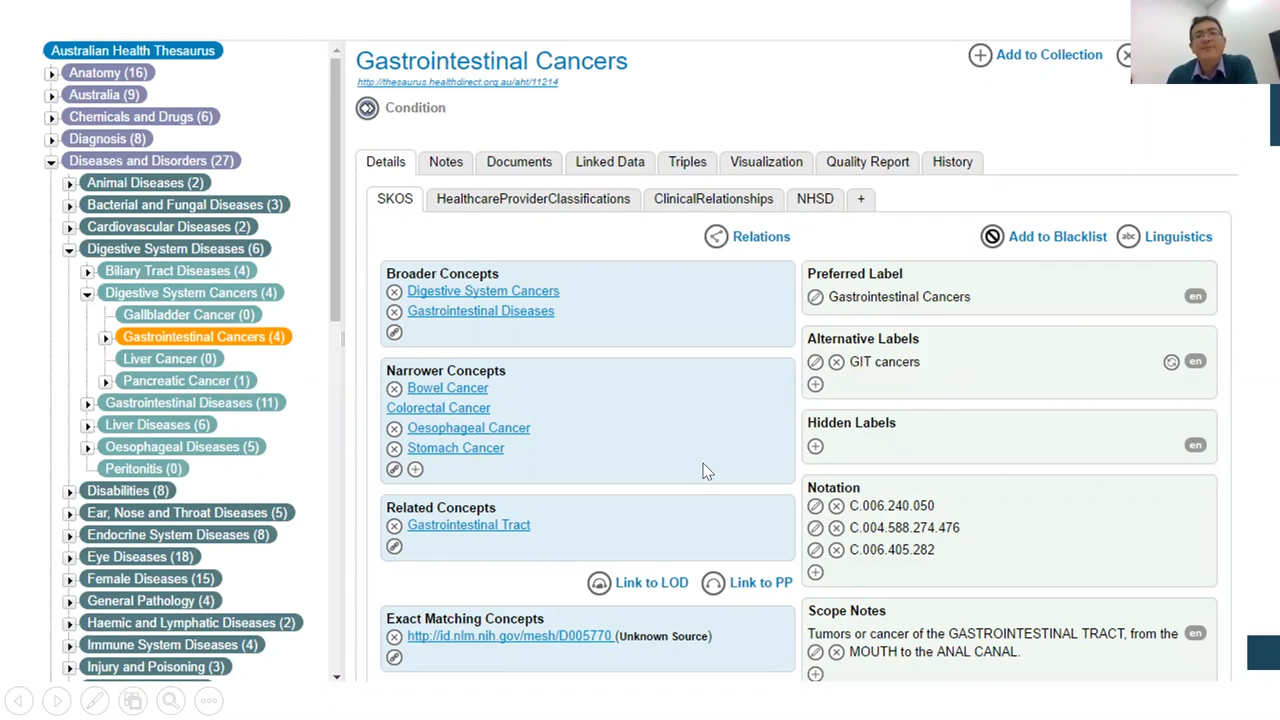 Australian Health Thesaurus
Anatomy (16)
Australia (9)
Chemicals and Drugs (6)
Diagnosis (8)
Diseases and Disorders (27)
Animal Diseases (2)
Bacterial and Fungal Diseases (3)
Cardiovascular Diseases (2)
Digestive System Diseases (6)
Biliary Tract Diseases (4)
Digestive System Cancers (4)
Gallbladder Cancer (0)
Gastrointestinal Cancers (4)
Liver Cancer (0)
Pancreatic Cancer (1)
Gastrointestinal Diseases (11)
Liver Diseases (6)
Oesophageal Diseases (5)
Peritonitis (0)
Disabilities (8)
Ear, Nose and Throat Diseases (5)
Endocrine System Diseases (8)
Eye Diseases (18)
Female Diseases (15)
General Pathology (4)
Haemic and Lymphatic Diseases (2)
Immune System Diseases (4)
Injury and Poisoning (3)
Gastrointestinal Cancers
http://thesaurus.healthdirect.org.au/aht/11214
Condition
Add to Collection
Details Notes Documents Linked Data Triples Visualization Quality Report History
SKOS HealthcareProviderClassifications ClinicalRelationships NHSD +
Relations
Add to Blacklist abc Linguistics
Broader Concepts
Digestive System Cancers
Gastrointestinal Diseases
Narrower Concepts
Bowel Cancer
Colorectal Cancer
Oesophageal Cancer
Stomach Cancer
Related Concepts
Gastrointestinal Tract
Link to LOD Link to PP
Exact Matching Concepts
http://id.nlm.nih.gov/mesh/D005770 (Unknown Source)
Preferred Label
Gastrointestinal Cancers en
Alternative Labels
GIT cancers en
Hidden Labels
en
Notation
C.006.240.050
C.004.588.274.476
C.006.405.282
Scope Notes
Tumors or cancer of the GASTROINTESTINAL TRACT, from the en
MOUTH to the ANAL CANAL.